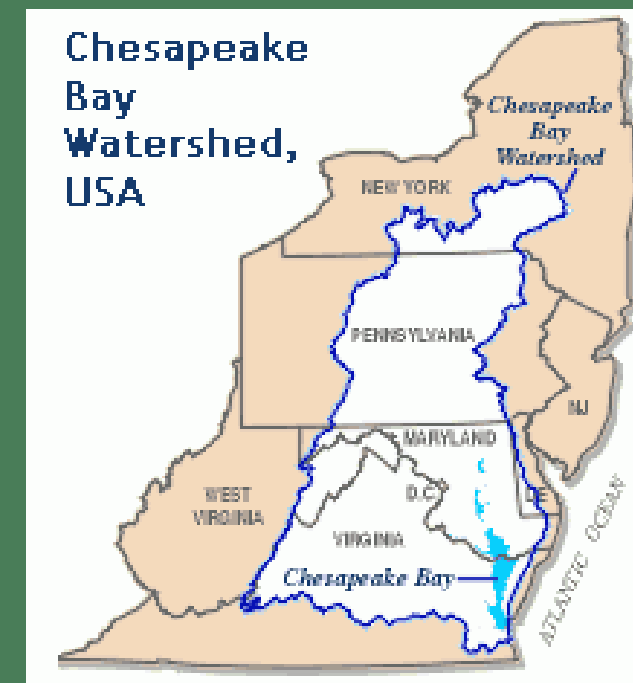 Chesapeake
Bay
Watershed,
USA
Chesapeake
Bay
Watershed
NEW YORK
PENNSYLVANIA
NJ
MARYLAND
WEST
VIRGINIA
D.C.
DE
VIRGINIA
Chesapeake Bay
ATLANTIC OCEAN